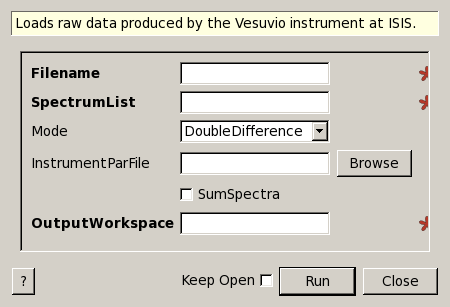 Loads raw data produced by the Vesuvio instrument at ISIS.
Filename
SpectrumList
Mode DoubleDifference
InstrumentParFile Browse
SumSpectra
OutputWorkspace
? Keep Open Run Close